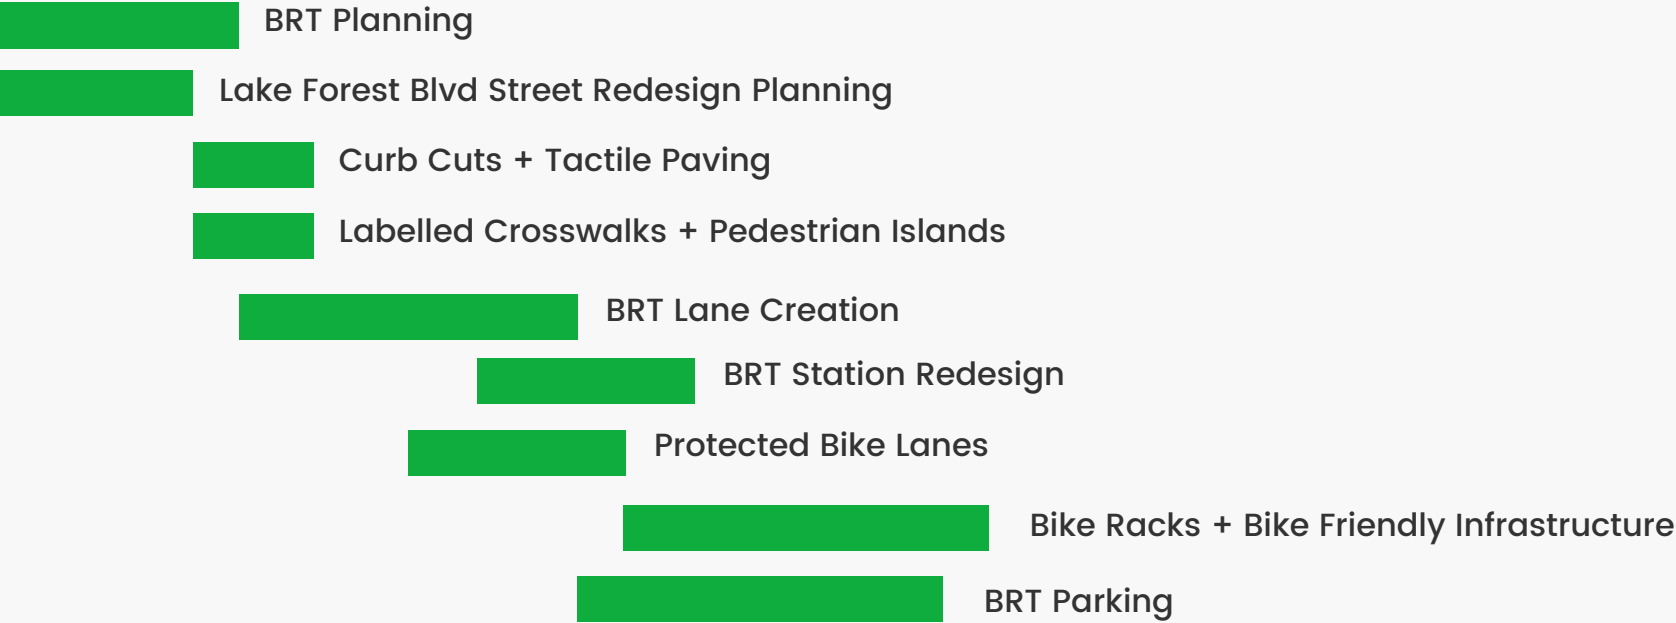 BRT Planning
Lake Forest Blvd Street Redesign Planning
Curb Cuts + Tactile Paving
Labelled Crosswalks + Pedestrian Islands
BRT Lane Creation
BRT Station Redesign
Protected Bike Lanes
Bike Racks + Bike Friendly Infrastructure
BRT Parking